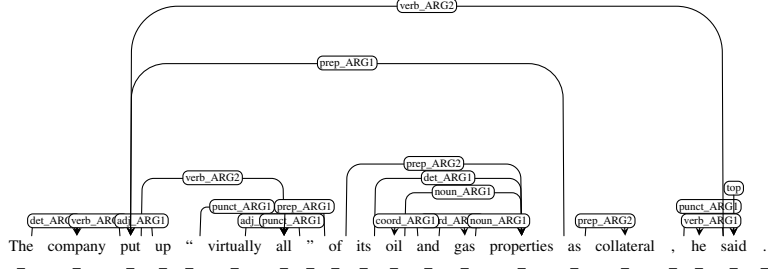 verb_ARG2
prep_ARG1
prep_ARG2
verb_ARG2 det_ARG1
top
noun_ARG1
punct_ARG1 prep_ARG1 punct_ARG1
adj_ARG1 punct_ARG1 coord_ARG1 noun_ARG1 prep_ARG2 verb_ARG1
The company put up “ virtually all ” of its oil and gas properties as collateral , he said .
_ _ _ _ _ _ _ _ _ _ _ _ _ _ _ _ _ _ _ _